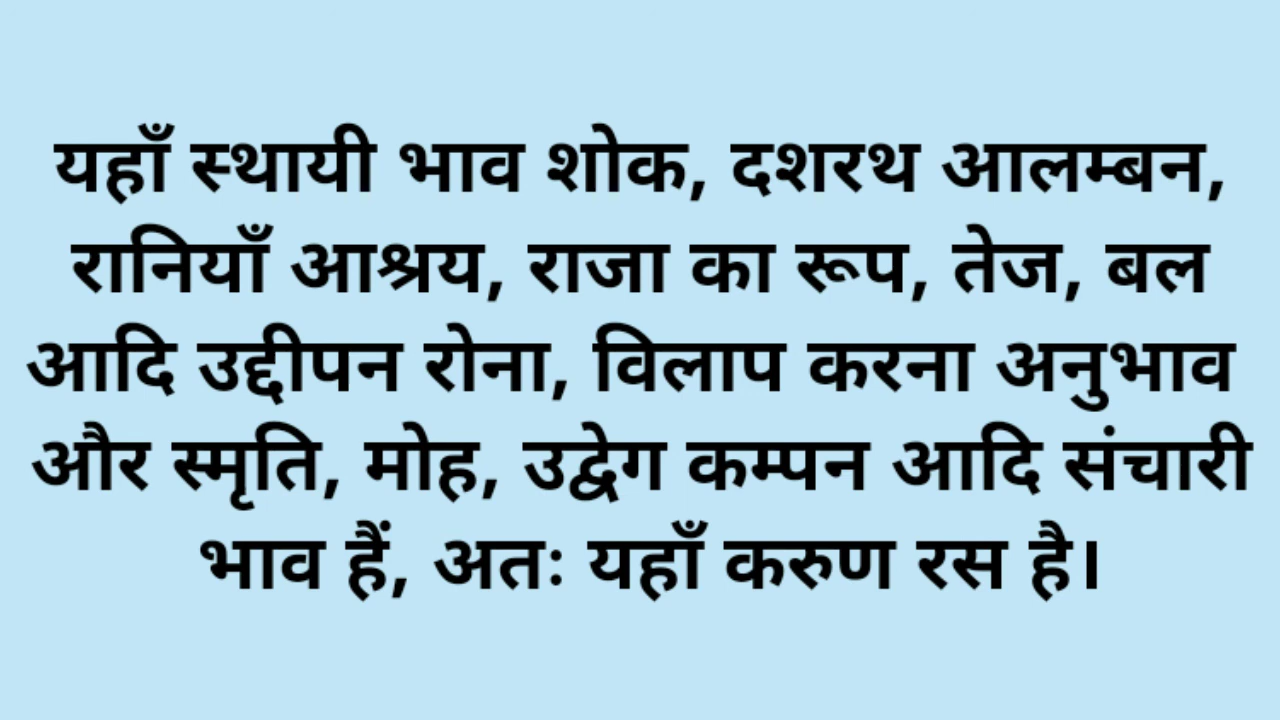 यहाँ स्थायी भाव शोक, दशरथ आलम्बन,
रानियाँ आश्रय, राजा का रूप, तेज, बल
आदि उद्दीपन रोना, विलाप करना अनुभाव
और स्मृति, मोह, उद्वेग कम्पन आदि संचारी
भाव हैं, अतः यहाँ करुण रस है।